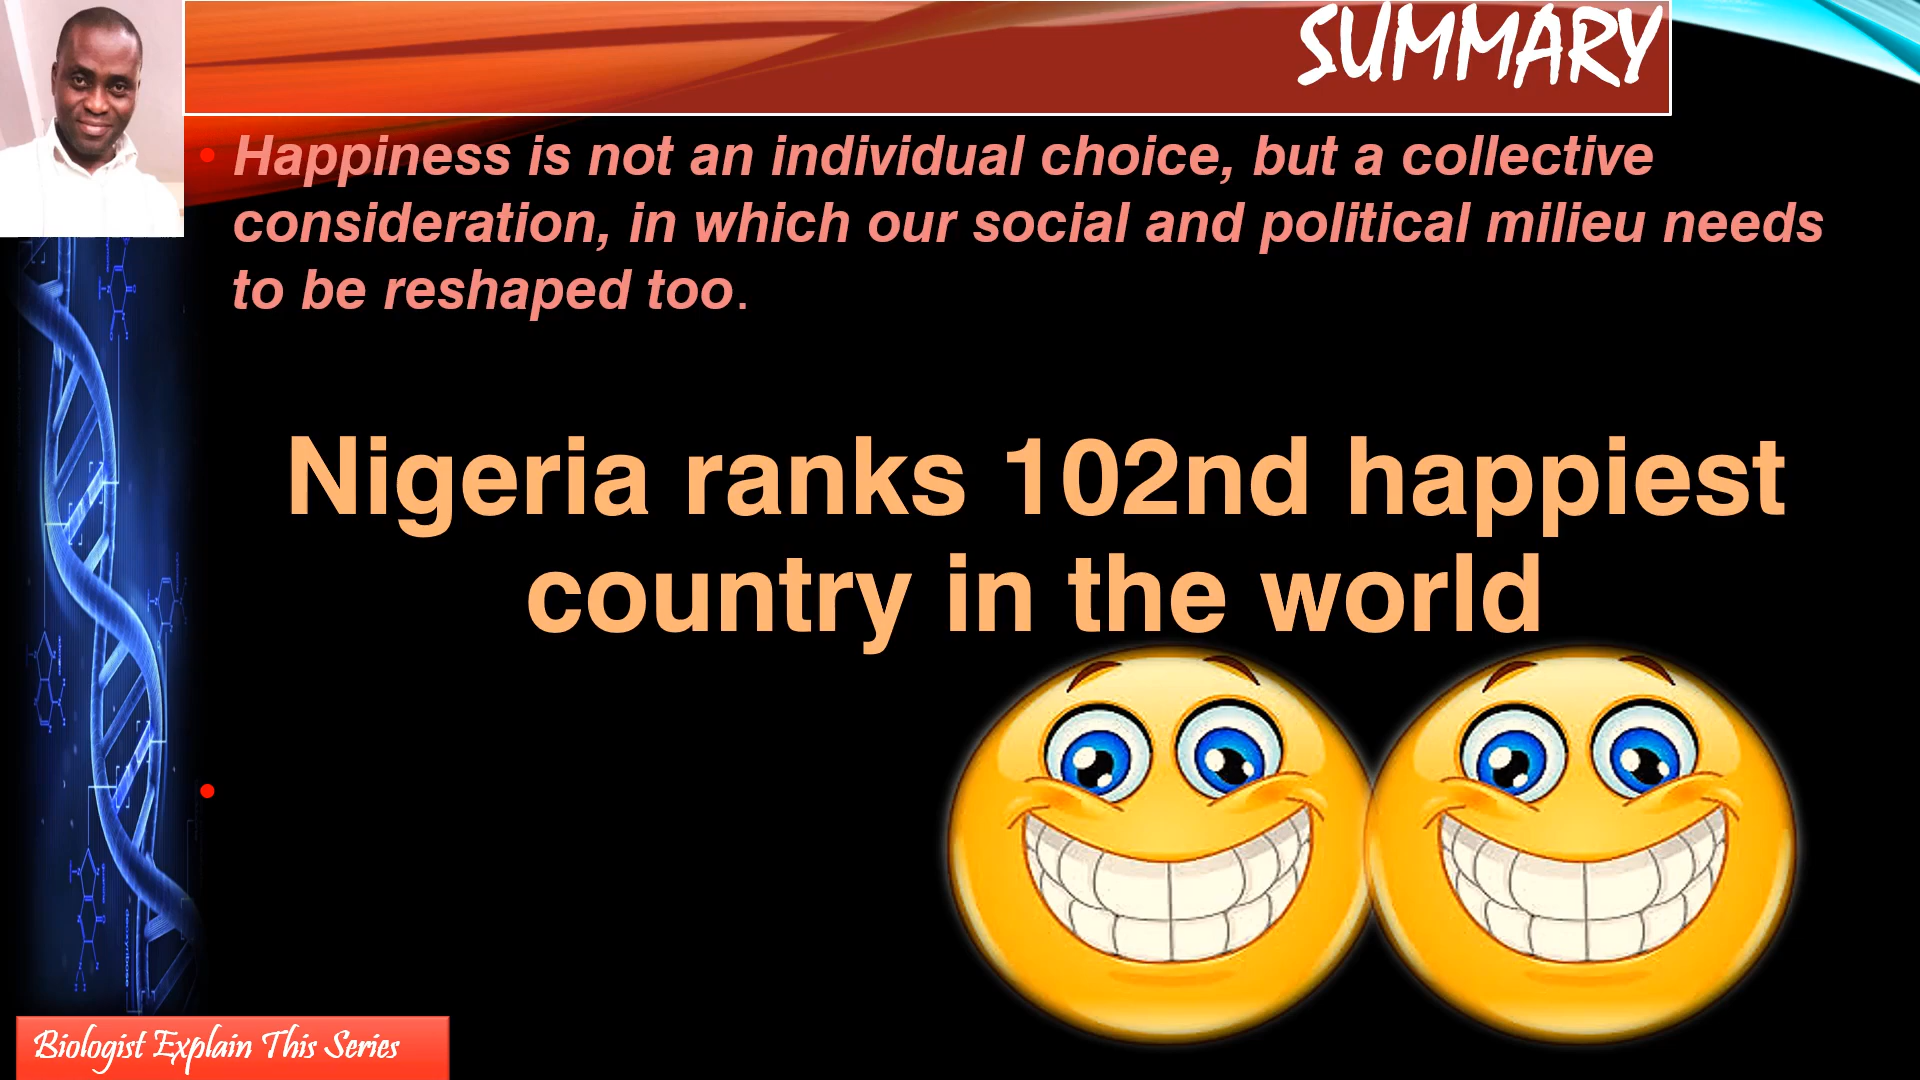 SUMMARY
• Happiness is not an individual choice, but a collective
consideration, in which our social and political milieu needs
to be reshaped too.
Nigeria ranks 102nd happiest
country in the world
•
Biologist Explain This Series